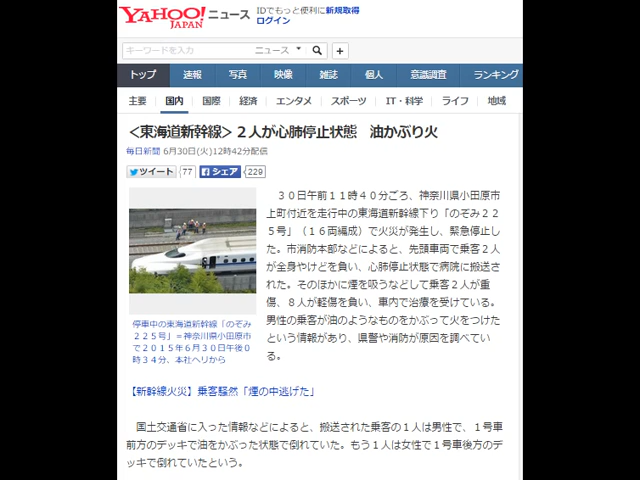 YAHOO! JAPAN ニュース
IDでもっと便利に新規取得
ログイン
キーワードを入力 ニュース
トップ 速報 写真 映像 雑誌 個人 意識調査 ランキング
主要 国内 国際 経済 エンタメ スポーツ IT・科学 ライフ 地域
＜東海道新幹線＞２人が心肺停止状態　油かぶり火
毎日新聞 6月30日(火)12時42分配信
ツイート 77 シェア 229
３０日午前１１時４０分ごろ、神奈川県小田原市
上町付近を走行中の東海道新幹線下り「のぞみ２２
５号」（１６両編成）で火災が発生し、緊急停止し
た。市消防本部などによると、先頭車両で乗客２人
が全身やけどを負い、心肺停止状態で病院に搬送さ
れた。そのほかに煙を吸うなどして乗客２人が重
傷、８人が軽傷を負い、車内で治療を受けている。
男性の乗客が油のようなものをかぶって火をつけた
という情報があり、県警や消防が原因を調べてい
る。
停車中の東海道新幹線「のぞみ
２２５号」＝神奈川県小田原市
で２０１５年６月３０日午後０
時３４分、本社ヘリから
【新幹線火災】乗客騒然「煙の中逃げた」
国土交通省に入った情報などによると、搬送された乗客の１人は男性で、１号車
前方のデッキで油をかぶった状態で倒れていた。もう１人は女性で１号車後方のデ
ッキで倒れていたという。